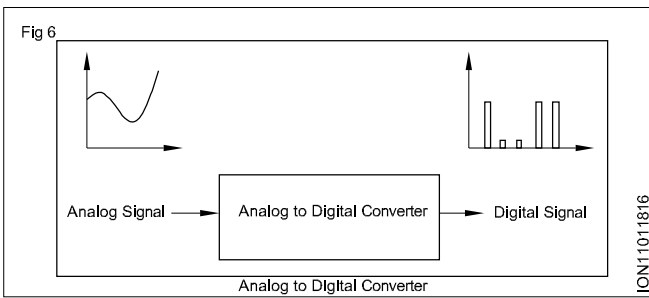 Fig 6
Analog Signal
Analog to Digital Converter
Digital Signal
Analog to Digital Converter
ION11011816